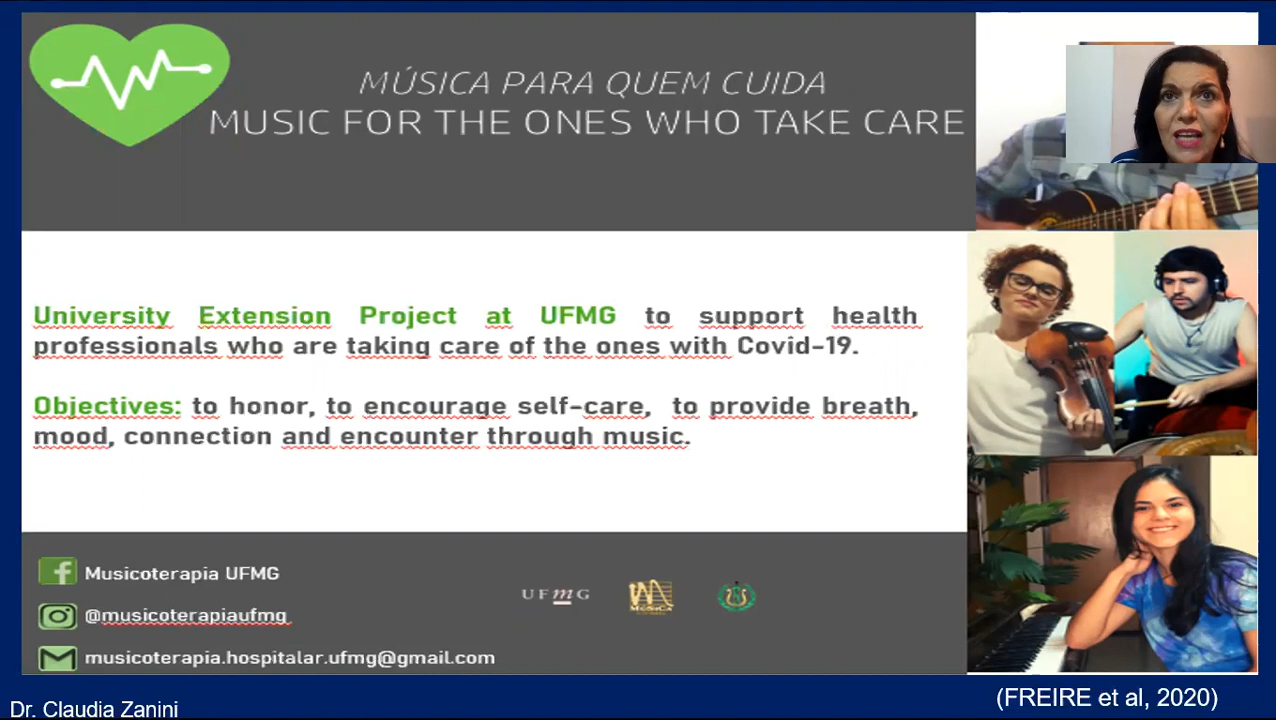 MÚSICA PARA QUEM CUIDA
MUSIC FOR THE ONES WHO TAKE CARE
University Extension Project at UFMG to support health
professionals who are taking care of the ones with Covid-19.
Objectives: to honor, to encourage self-care, to provide breath,
mood, connection and encounter through music.
Musicoterapia UFMG
@musicoterapiaufmg
musicoterapia.hospitalar.ufmg@gmail.com
UFmG
MúSiCa
Dr. Claudia Zanini
(FREIRE et al, 2020)